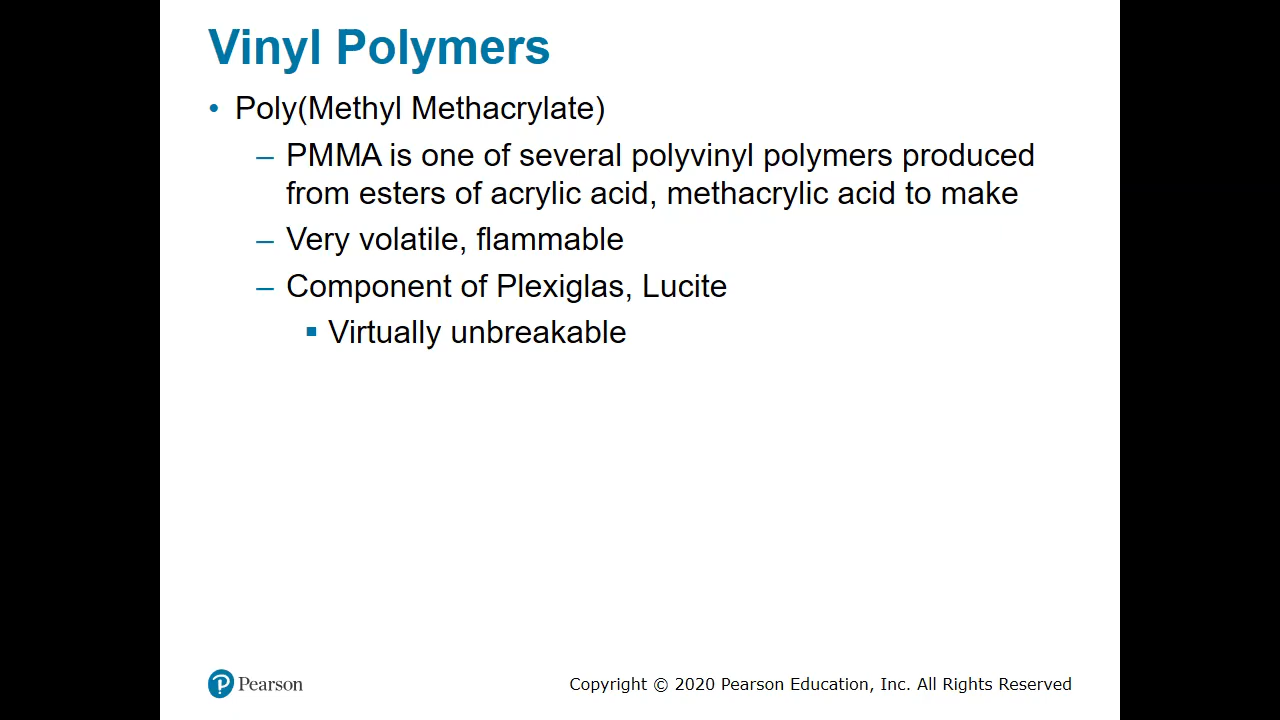 Vinyl Polymers
• Poly(Methyl Methacrylate)
– PMMA is one of several polyvinyl polymers produced
from esters of acrylic acid, methacrylic acid to make
– Very volatile, flammable
– Component of Plexiglas, Lucite
▪ Virtually unbreakable
Pearson
Copyright © 2020 Pearson Education, Inc. All Rights Reserved